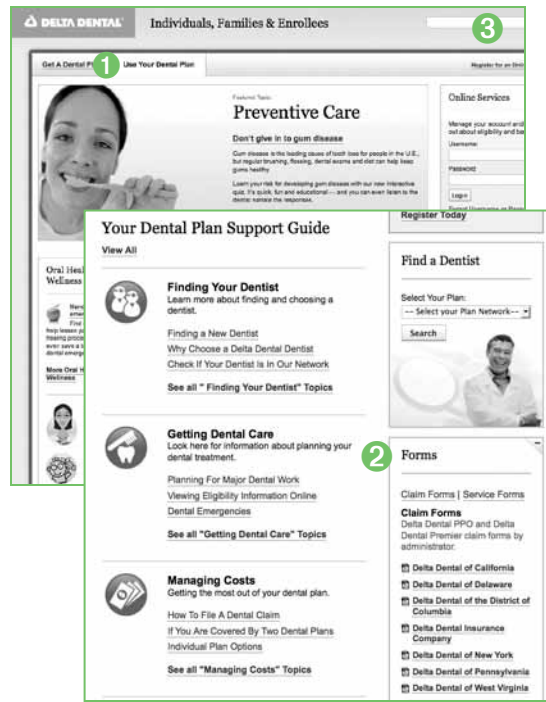 DELTA DENTAL
Individuals, Families & Enrollees
3
Get A Dental
1
Use Your Dental Plan
Register for an
Featured Topic:
Preventive Care
Don't give in to gum disease
Gum disease is the leading cause of tooth loss for people in the U.S.,
but regular brushing, flossing, dental exams and diet can help keep
gums healthy
Learn your risk for developing gum disease with our new interactive
quiz. It's quick, fun and educational — and you can even listen to the
Online Services
Manage your account and
out about eligibility and
Username:
Password:
Login
Oral
Wellness
More Oral
Wellness
Your Dental Plan Support Guide
View All
Finding Your Dentist
Learn more about finding and choosing a
dentist.
Finding a New Dentist
Why Choose a Delta Dental Dentist
Check If Your Dentist Is In Our Network
See all " Finding Your Dentist" Topics
Getting Dental Care
Look here for information about planning your
dental treatment.
Planning For Major Dental Work
Viewing Eligibility Information Online
Dental Emergencies
See all "Getting Dental Care" Topics
Managing Costs
Getting the most out of your dental plan.
How To File A Dental Claim
If You Are Covered By Two Dental Plans
Individual Plan Options
See all "Managing Costs" Topics
Register Today
Find a Dentist
Select Your Plan:
-- Select your Plan Network--
Search
2
Forms
Claim Forms | Service Forms
Claim Forms
Delta Dental PPO and Delta
Dental Premier claim forms by
administrator.
Delta Dental of California
Delta Dental of Delaware
Delta Dental of the District of
Columbia
Delta Dental Insurance
Company
Delta Dental of New York
Delta Dental of Pennsylvania
Delta Dental of West Virginia